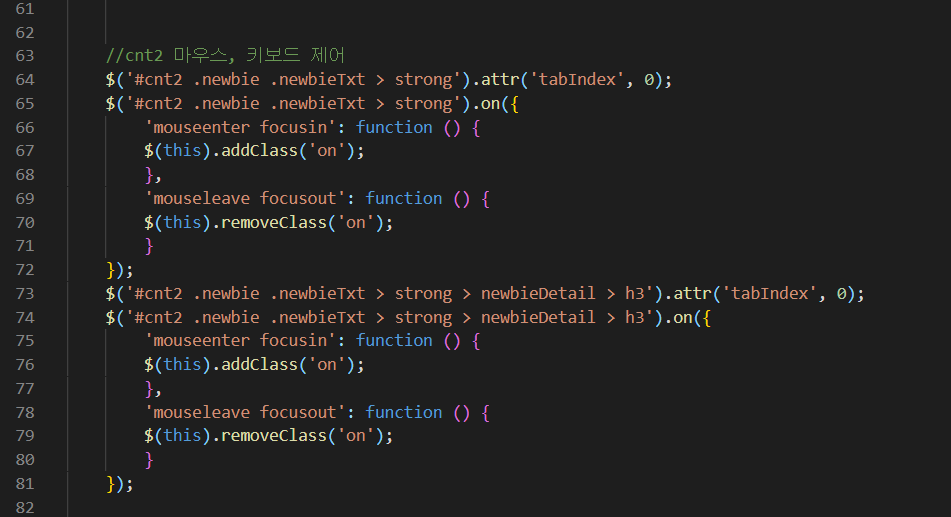 61
62
63 //cnt2 마우스, 키보드 제어
64 $('#cnt2 .newbie .newbieTxt > strong').attr('tabIndex', 0);
65 $('#cnt2 .newbie .newbieTxt > strong').on({
66 'mouseenter focusin': function () {
67 $(this).addClass('on');
68 },
69 'mouseleave focusout': function () {
70 $(this).removeClass('on');
71 }
72 });
73 $('#cnt2 .newbie .newbieTxt > strong > newbieDetail > h3').attr('tabIndex', 0);
74 $('#cnt2 .newbie .newbieTxt > strong > newbieDetail > h3').on({
75 'mouseenter focusin': function () {
76 $(this).addClass('on');
77 },
78 'mouseleave focusout': function () {
79 $(this).removeClass('on');
80 }
81 });
82